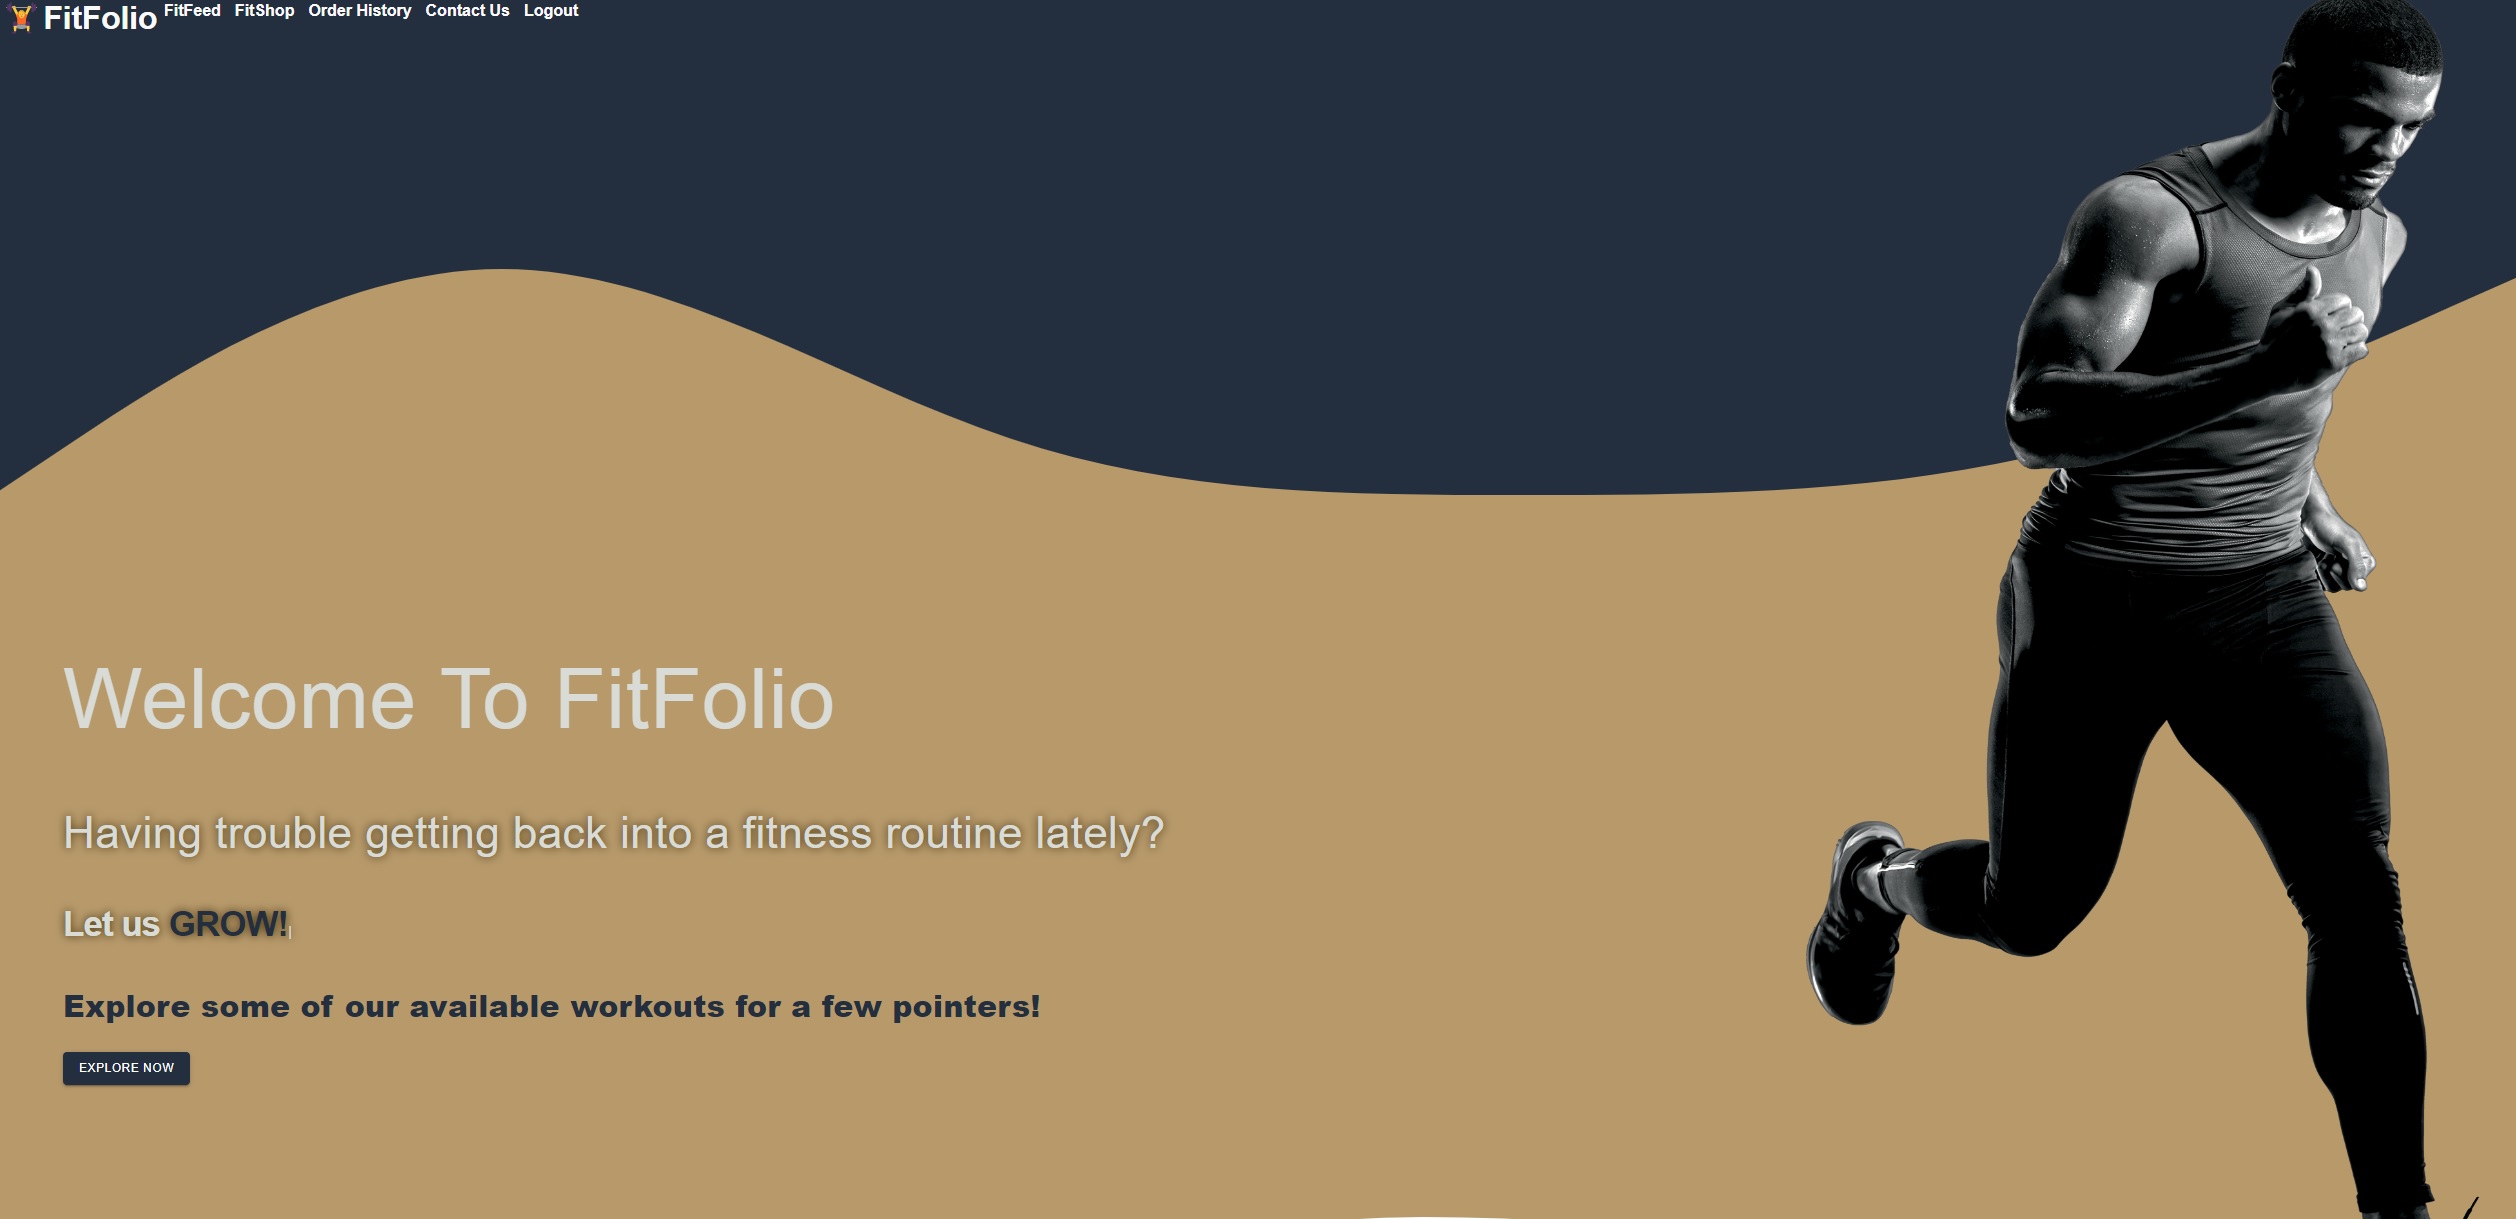 FitFolio FitFeed FitShop Order History Contact Us Logout
Welcome To FitFolio
Having trouble getting back into a fitness routine lately?
Let us GROW!
Explore some of our available workouts for a few pointers!
EXPLORE NOW